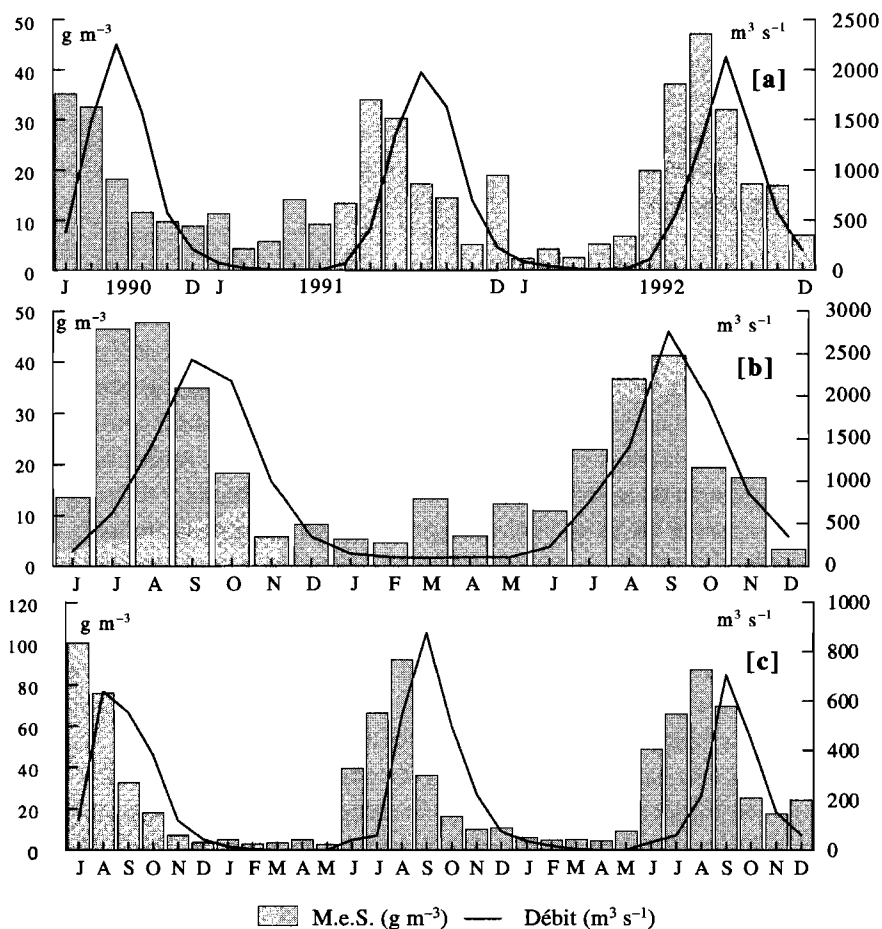 g m⁻³ m³ s⁻¹
[a]
50 40 30 20 10 0
2500 2000 1500 1000 500 0
J 1990 D J 1991 D J 1992 D
g m⁻³ m³ s⁻¹
[b]
50 40 30 20 10 0
3000 2500 2000 1500 1000 500 0
J J A S O N D J F M A M J J A S O N D
g m⁻³ m³ s⁻¹
[c]
120 100 80 60 40 20 0
1000 800 600 400 200 0
J A S O N D J F M A M J J A S O N D J F M A M J J A S O N D
M.e.S. (g m⁻³) Débit (m³ s⁻¹)